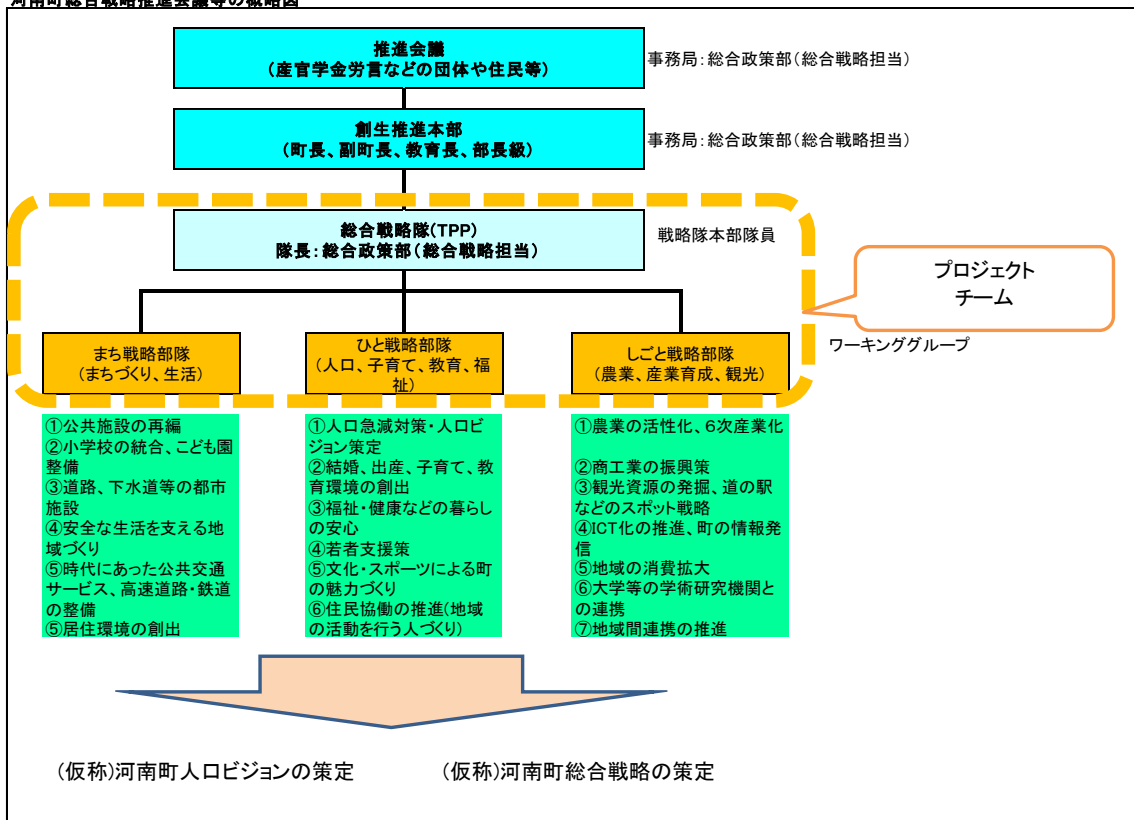 河南町総合戦略推進会議等の概略図
推進会議
(産官学金労言などの団体や住民等)
事務局:総合政策部(総合戦略担当)
創生推進本部
(町長、副町長、教育長、部長級)
事務局:総合政策部(総合戦略担当)
総合戦略隊(TPP)
隊長:総合政策部(総合戦略担当)
戦略隊本部隊員
プロジェクト
チーム
ワーキンググループ
まち戦略部隊
(まちづくり、生活)
ひと戦略部隊
(人口、子育て、教育、福
祉)
しごと戦略部隊
(農業、産業育成、観光)
①公共施設の再編
②小学校の統合、こども園
整備
③道路、下水道等の都市
施設
④安全な生活を支える地
域づくり
⑤時代にあった公共交通
サービス、高速道路・鉄道
の整備
⑤居住環境の創出
①人口急減対策・人口ビ
ジョン策定
②結婚、出産、子育て、教
育環境の創出
③福祉・健康などの暮らし
の安心
④若者支援策
⑤文化・スポーツによる町
の魅力づくり
⑥住民協働の推進(地域
の活動を行う人づくり)
①農業の活性化、6次産業化
②商工業の振興策
③観光資源の発掘、道の駅
などのスポット戦略
④ICT化の推進、町の情報発
信
⑤地域の消費拡大
⑥大学等の学術研究機関と
の連携
⑦地域間連携の推進
(仮称)河南町人口ビジョンの策定
(仮称)河南町総合戦略の策定